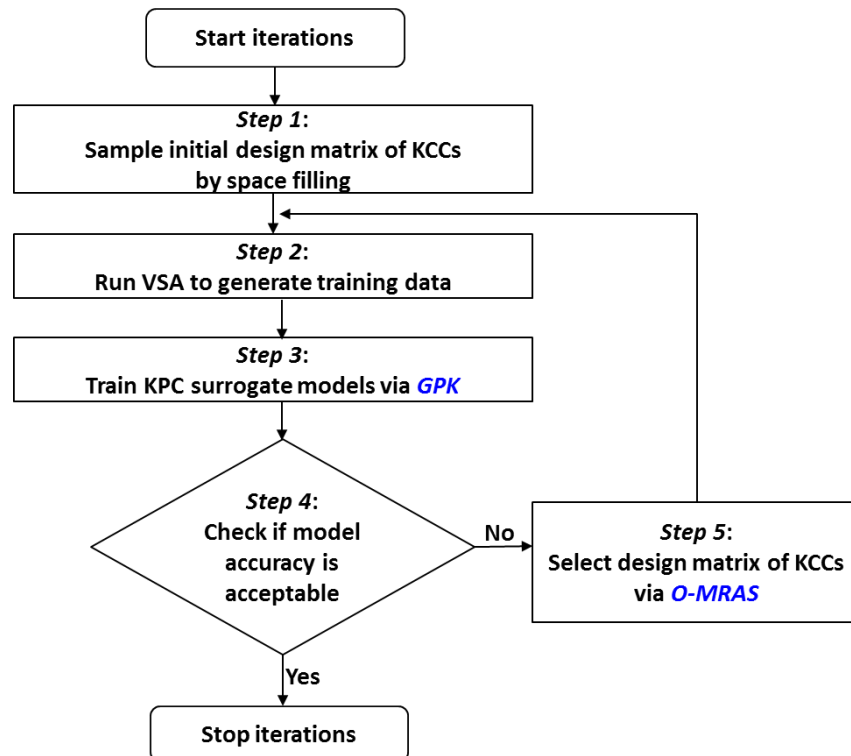 Start iterations
Step 1:
Sample initial design matrix of KCCs
by space filling
Step 2:
Run VSA to generate training data
Step 3:
Train KPC surrogate models via GPK
Step 4:
Check if model
accuracy is
acceptable
No
Step 5:
Select design matrix of KCCs
via O-MRAS
Yes
Stop iterations